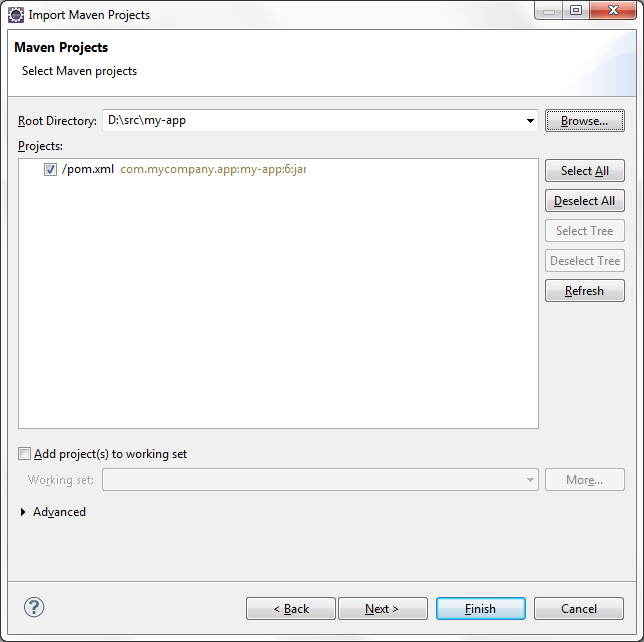 Import Maven Projects
Maven Projects
Select Maven projects
Root Directory: D:\src\my-app Browse...
Projects:
/pom.xml com.mycompany.app:my-app:6:jar
Select All
Deselect All
Select Tree
Deselect Tree
Refresh
Add project(s) to working set
Working set: More...
Advanced
? < Back Next > Finish Cancel